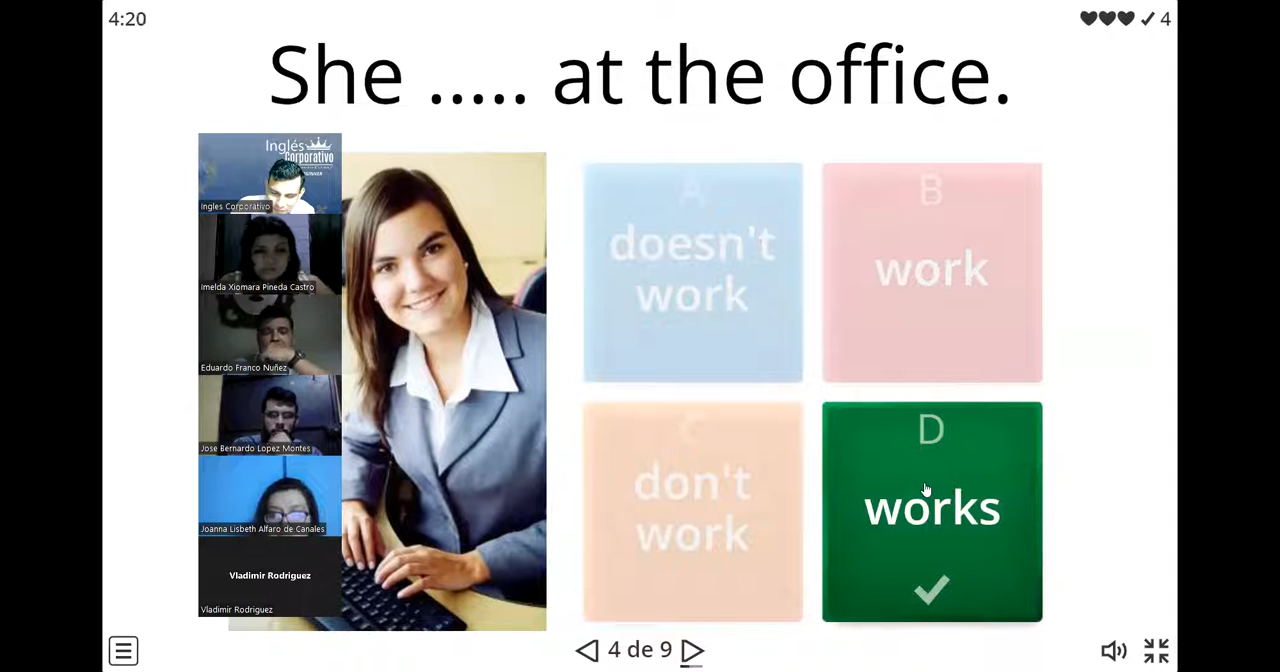 4:20
4
She ..... at the office.
Inglés
Corporativo
Ingles Corporativo
Imelda Xiomara Pineda Castro
Eduardo Franco Nuñez
Jose Bernardo Lopez Montes
Joanna Lisbeth Alfaro de Canales
Vladimir Rodriguez
Vladimir Rodriguez
A
doesn't
work
B
work
C
don't
work
D
works
4 de 9